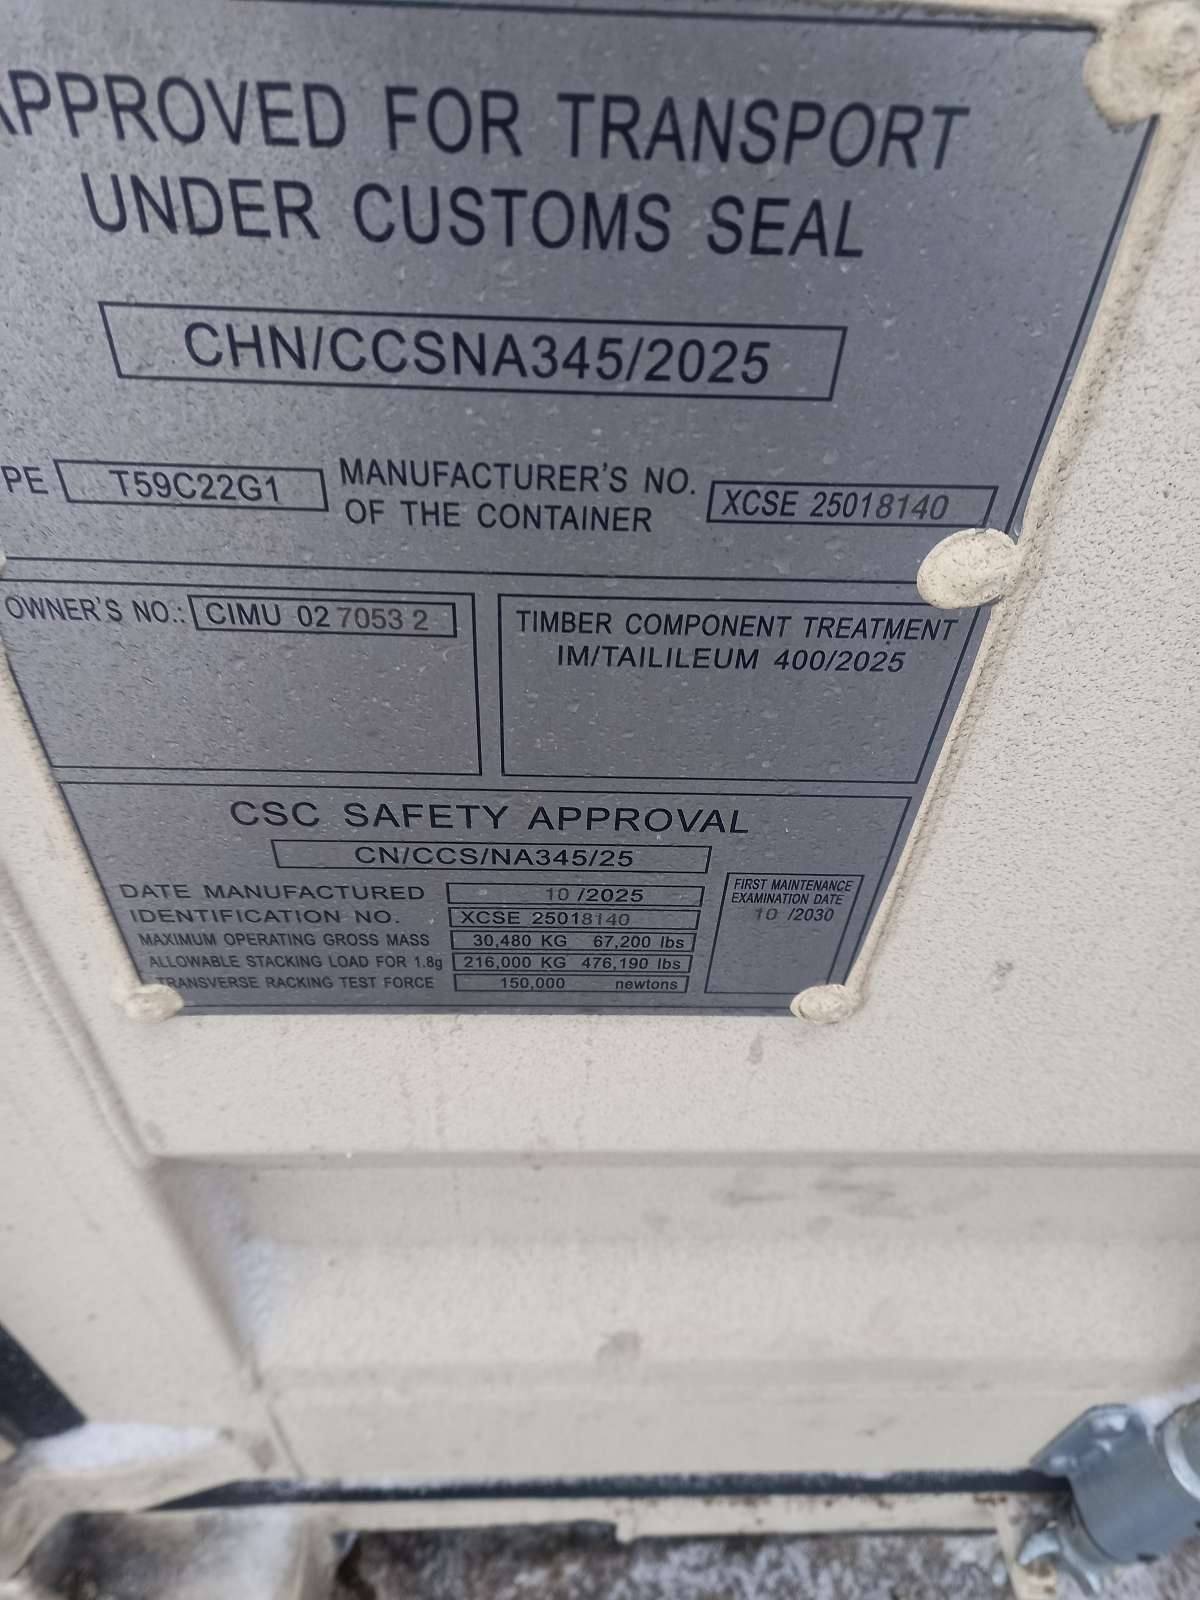 APPROVED FOR TRANSPORT
UNDER CUSTOMS SEAL
CHN/CCSNA345/2025
PE T59C22G1 MANUFACTURER'S NO. OF THE CONTAINER XCSE 25018140
OWNER'S NO.: CIMU 02 7053 2
TIMBER COMPONENT TREATMENT
IM/TAILILEUM 400/2025
CSC SAFETY APPROVAL
CN/CCS/NA345/25
DATE MANUFACTURED 10 /2025
IDENTIFICATION NO. XCSE 25018140
MAXIMUM OPERATING GROSS MASS 30,480 KG 67,200 lbs
ALLOWABLE STACKING LOAD FOR 1.8g 216,000 KG 476,190 lbs
TRANSVERSE RACKING TEST FORCE 150,000 newtons
FIRST MAINTENANCE
EXAMINATION DATE
10 /2030